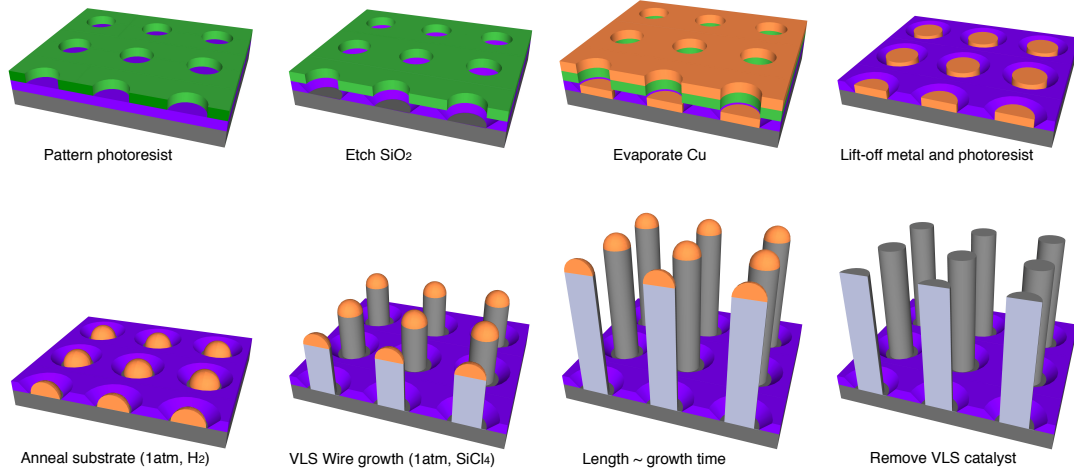 Pattern photoresist
Etch SiO₂
Evaporate Cu
Lift-off metal and photoresist
Anneal substrate (1atm, H₂)
VLS Wire growth (1atm, SiCl₄)
Length ~ growth time
Remove VLS catalyst